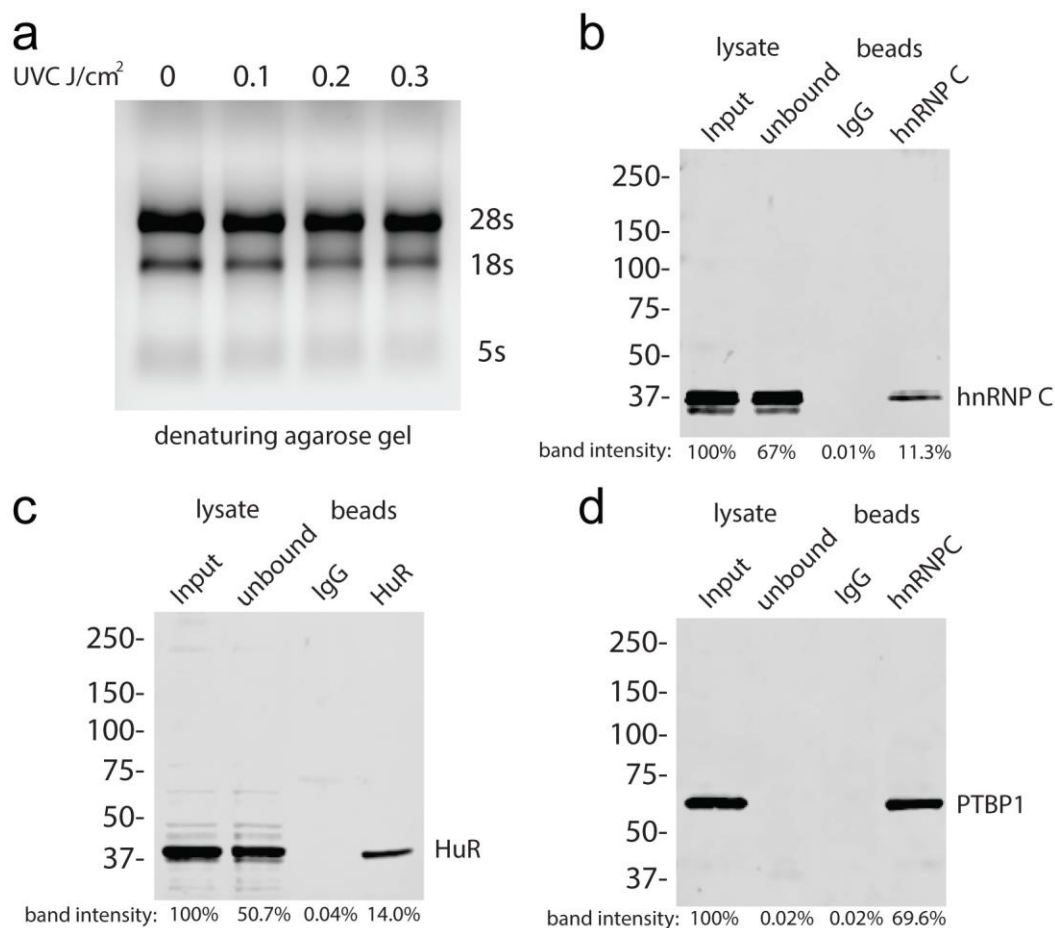 a
UVC J/cm²
0
0.1
0.2
0.3
28s
18s
5s
denaturing agarose gel
b
lysate
beads
Input
unbound
IgG
hnRNP C
250-
150-
100-
75-
50-
37-
hnRNP C
band intensity: 100% 67% 0.01% 11.3%
c
lysate
beads
Input
unbound
IgG
HuR
250-
150-
100-
75-
50-
37-
HuR
band intensity: 100% 50.7% 0.04% 14.0%
d
lysate
beads
Input
unbound
IgG
hnRNPC
250-
150-
100-
75-
50-
37-
PTBP1
band intensity: 100% 0.02% 0.02% 69.6%